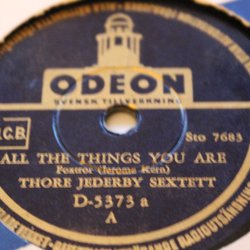 ODEON
SVENSK TILLVERKNING
N.C.B.
Sto 7683
ALL THE THINGS YOU ARE
Foxtrot (Jerome Kern)
THORE JEDERBY SEXTETT
D-5373 a
A